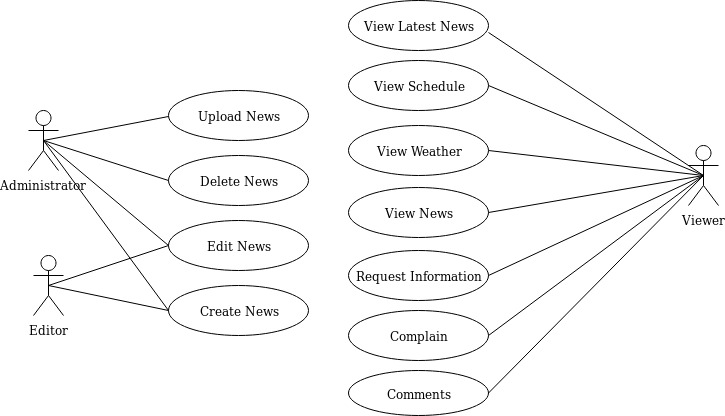 View Latest News
View Schedule
Upload News
View Weather
Administrator
Delete News
View News
Viewer
Edit News
Request Information
Create News
Editor
Complain
Comments